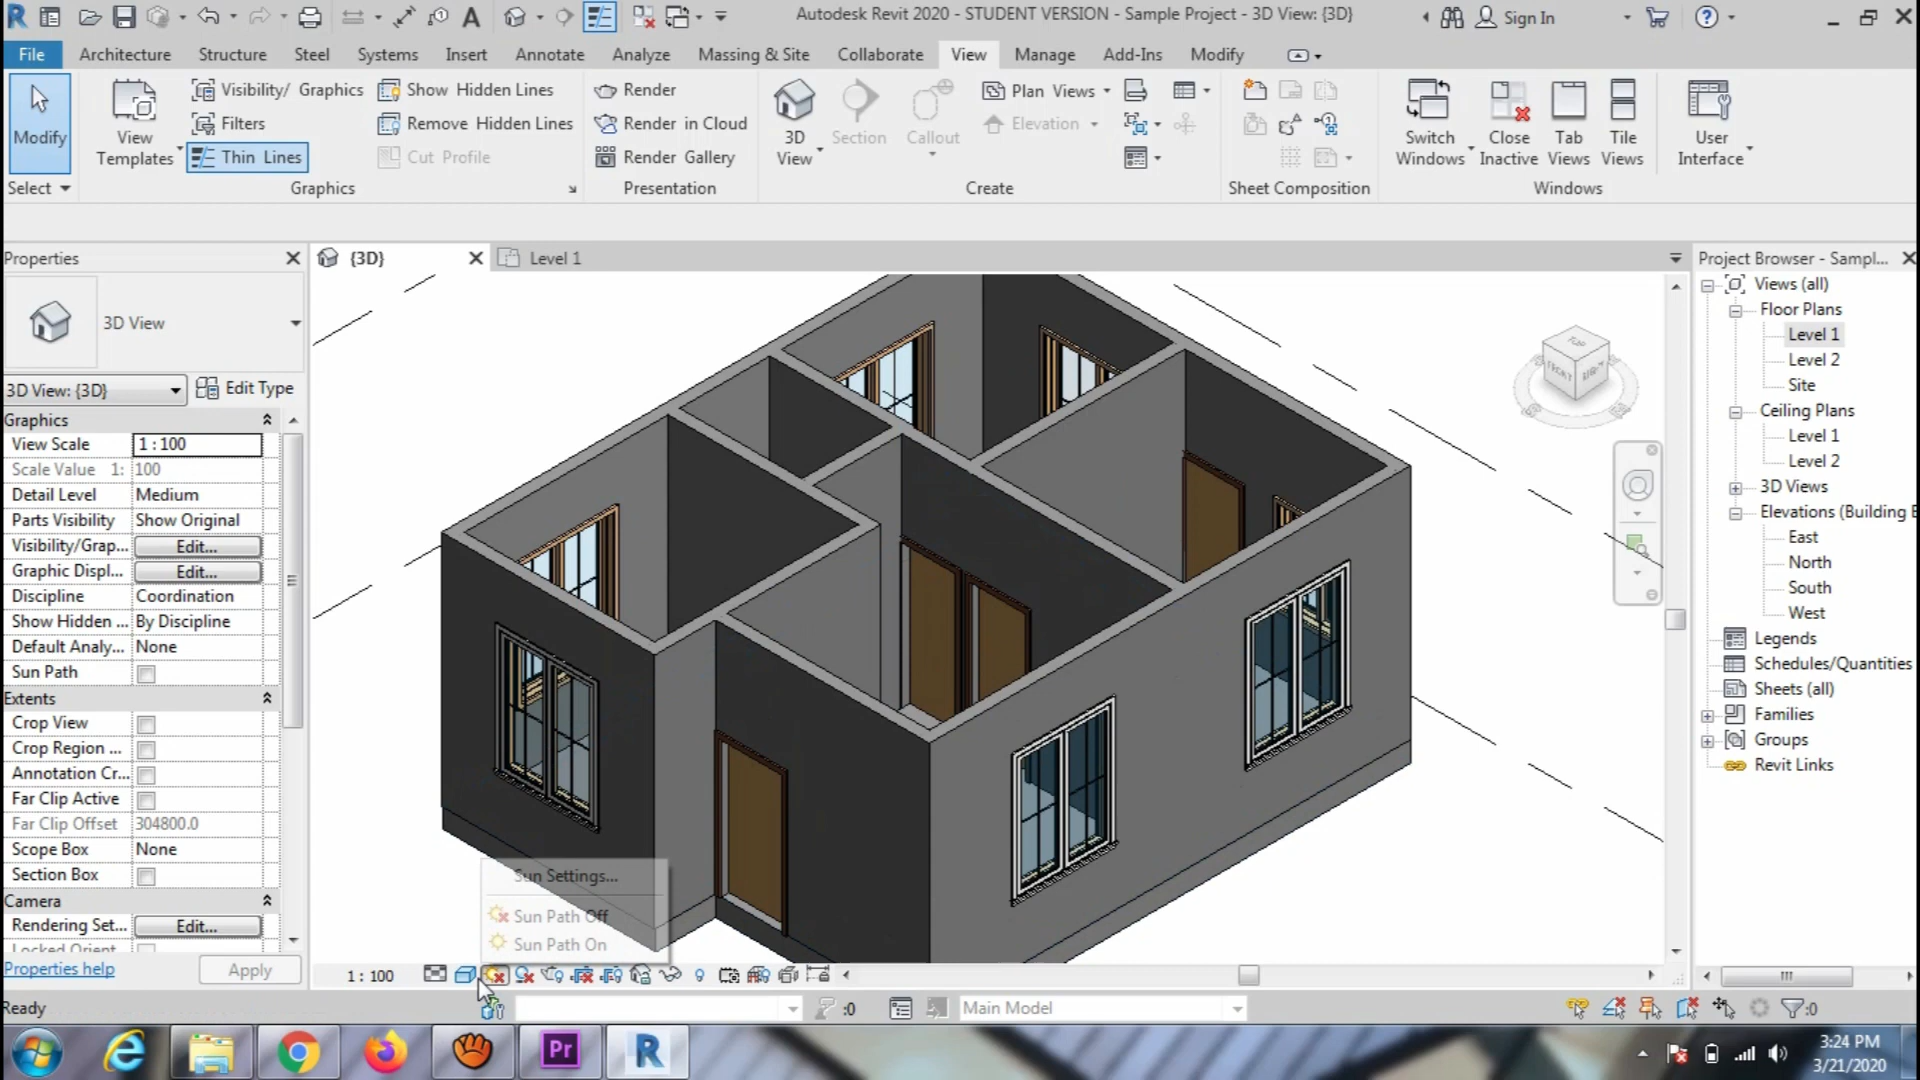 Autodesk Revit 2020 - STUDENT VERSION - Sample Project - 3D View: {3D}
Sign In
File
Architecture
Structure
Steel
Systems
Insert
Annotate
Analyze
Massing & Site
Collaborate
View
Manage
Add-Ins
Modify
Modify
View Templates
Visibility/ Graphics
Filters
Thin Lines
Show Hidden Lines
Remove Hidden Lines
Cut Profile
Render
Render in Cloud
Render Gallery
3D View
Section
Callout
Plan Views
Elevation
Switch Windows
Close Inactive
Tab Views
Tile Views
User Interface
Select
Graphics
Presentation
Create
Sheet Composition
Windows
Properties
{3D}
Level 1
Project Browser - Sampl...
3D View
3D View: {3D}
Edit Type
Graphics
View Scale 1 : 100
Scale Value 1: 100
Detail Level Medium
Parts Visibility Show Original
Visibility/Grap... Edit...
Graphic Displ... Edit...
Discipline Coordination
Show Hidden ... By Discipline
Default Analy... None
Sun Path
Extents
Crop View
Crop Region ...
Annotation Cr...
Far Clip Active
Far Clip Offset 304800.0
Scope Box None
Section Box
Camera
Rendering Set... Edit...
Locked Orient...
Properties help
Apply
TOP
FRONT
RIGHT
Views (all)
Floor Plans
Level 1
Level 2
Site
Ceiling Plans
Level 1
Level 2
3D Views
Elevations (Building E
East
North
South
West
Legends
Schedules/Quantities
Sheets (all)
Families
Groups
Revit Links
Sun Settings...
Sun Path Off
Sun Path On
1 : 100
Ready
:0
Main Model
:0
Pr
R
3:24 PM
3/21/2020